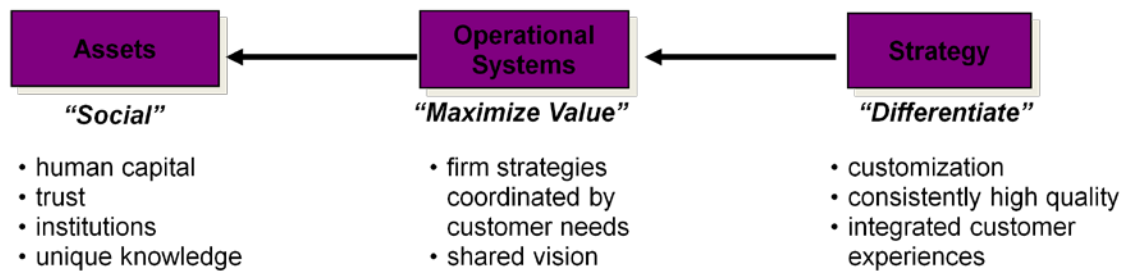 Assets
“Social”
• human capital
• trust
• institutions
• unique knowledge
Operational
Systems
“Maximize Value”
• firm strategies
coordinated by
customer needs
• shared vision
Strategy
“Differentiate”
• customization
• consistently high quality
• integrated customer
experiences